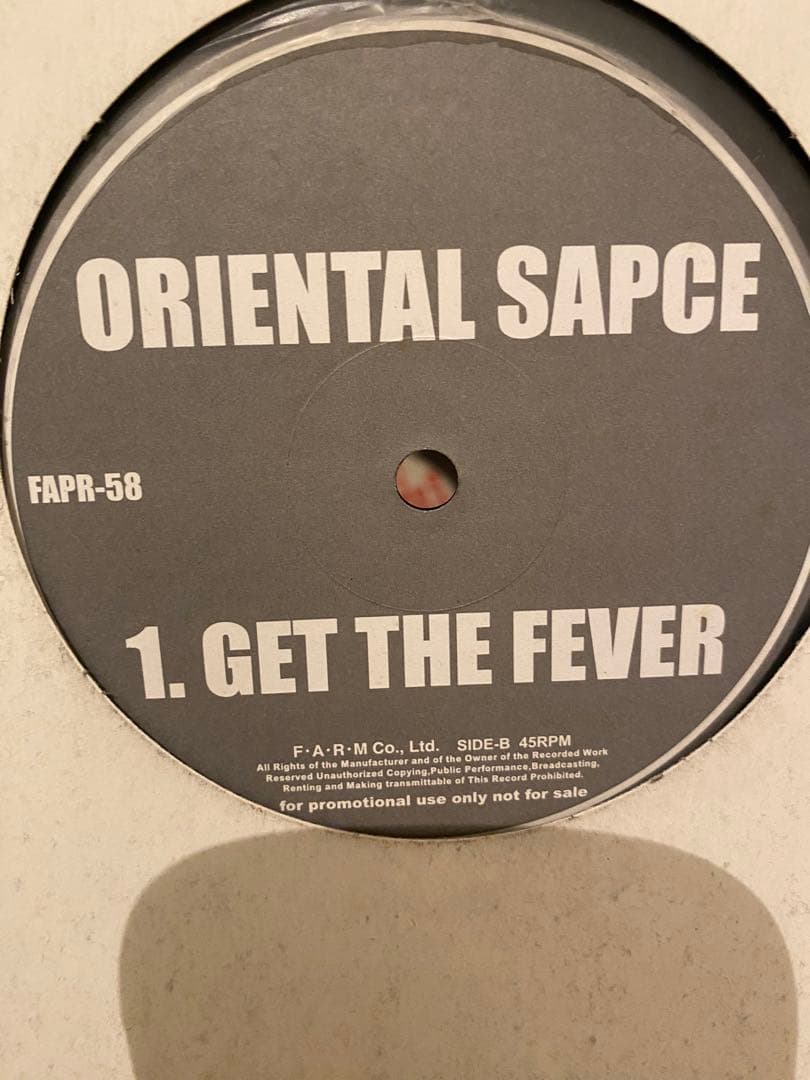 ORIENTAL SAPCE
FAPR-58
1. GET THE FEVER
F·A·R·M Co., Ltd. SIDE-B 45RPM
All Rights of the Manufacturer and of the Owner of the Recorded Work
Reserved Unauthorized Copying,Public Performance,Breadcasting,
Renting and Making transmittable of This Record Prohibited.
for promotional use only not for sale